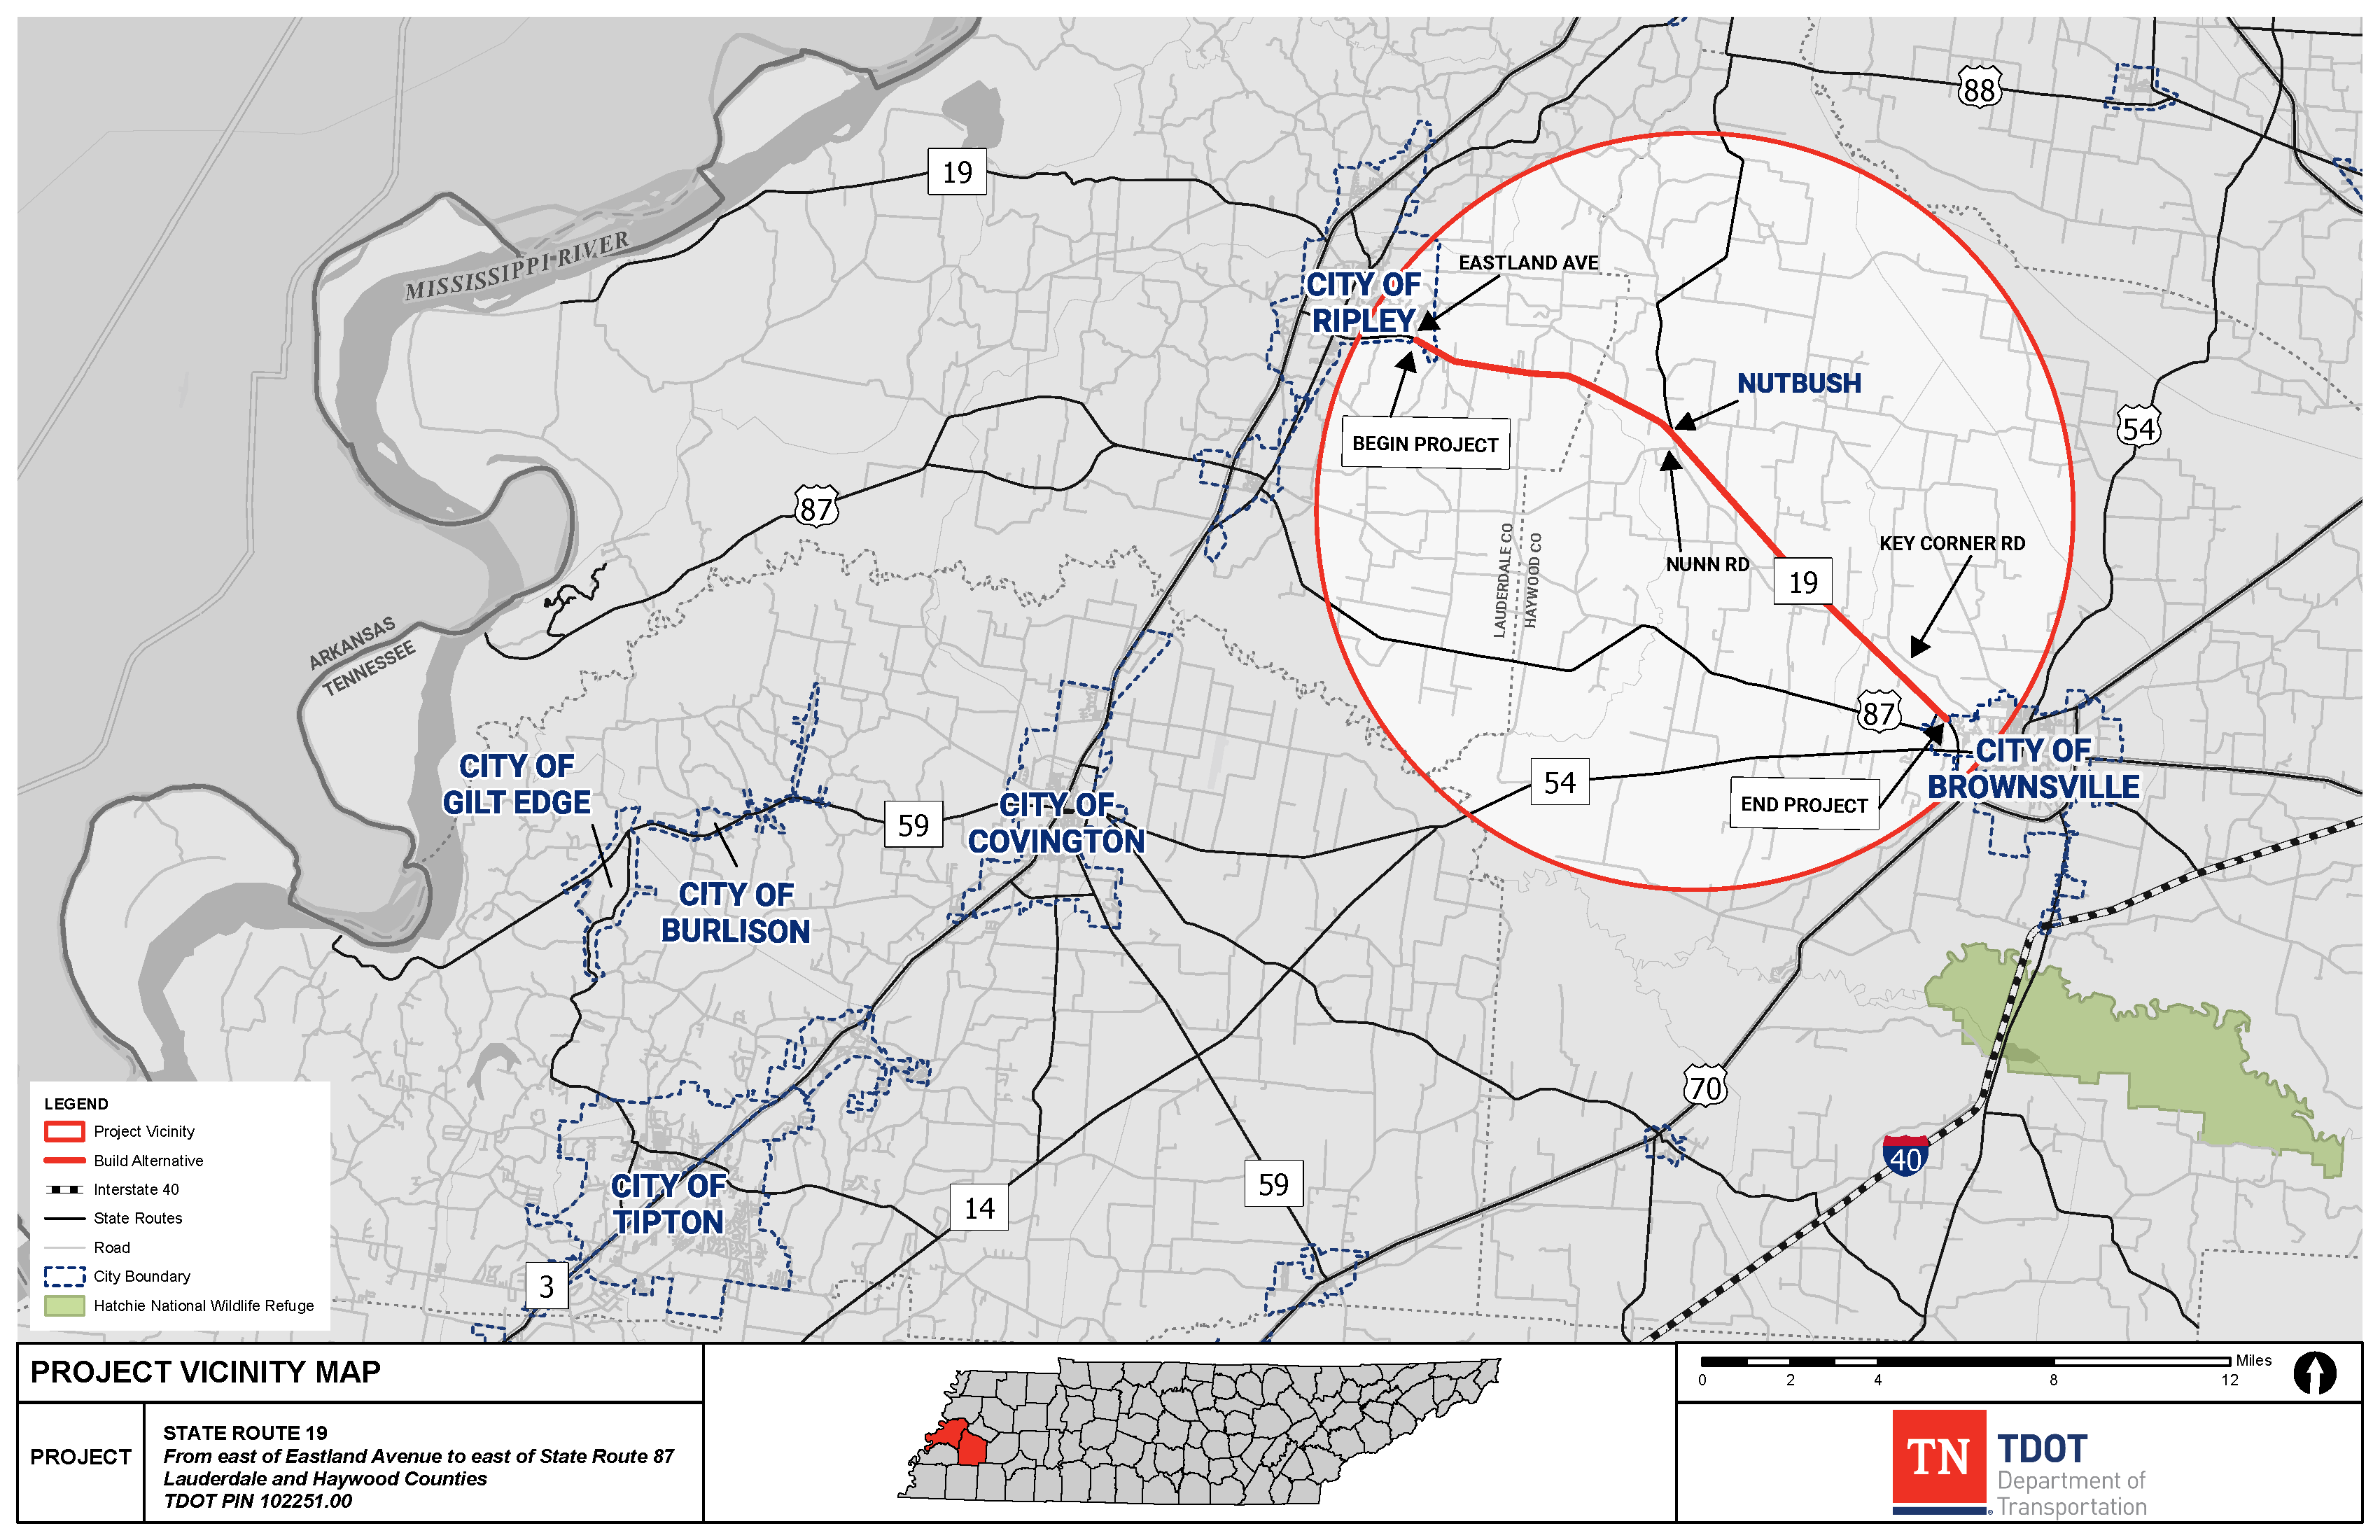 88
19
MISSISSIPPI RIVER
EASTLAND AVE
CITY OF
RIPLEY
NUTBUSH
BEGIN PROJECT
54
87
LAUDERDALE CO
HAYWOOD CO
NUNN RD
19
KEY CORNER RD
ARKANSAS
TENNESSEE
87
CITY OF
GILT EDGE
59
CITY OF
COVINGTON
54
END PROJECT
CITY OF
BROWNSVILLE
CITY OF
BURLISON
70
40
CITY OF
TIPTON
14
59
3
LEGEND
Project Vicinity
Build Alternative
Interstate 40
State Routes
Road
City Boundary
Hatchie National Wildlife Refuge
PROJECT VICINITY MAP
PROJECT
STATE ROUTE 19
From east of Eastland Avenue to east of State Route 87
Lauderdale and Haywood Counties
TDOT PIN 102251.00
Miles
0 2 4 8 12
TN
TDOT
Department of
Transportation